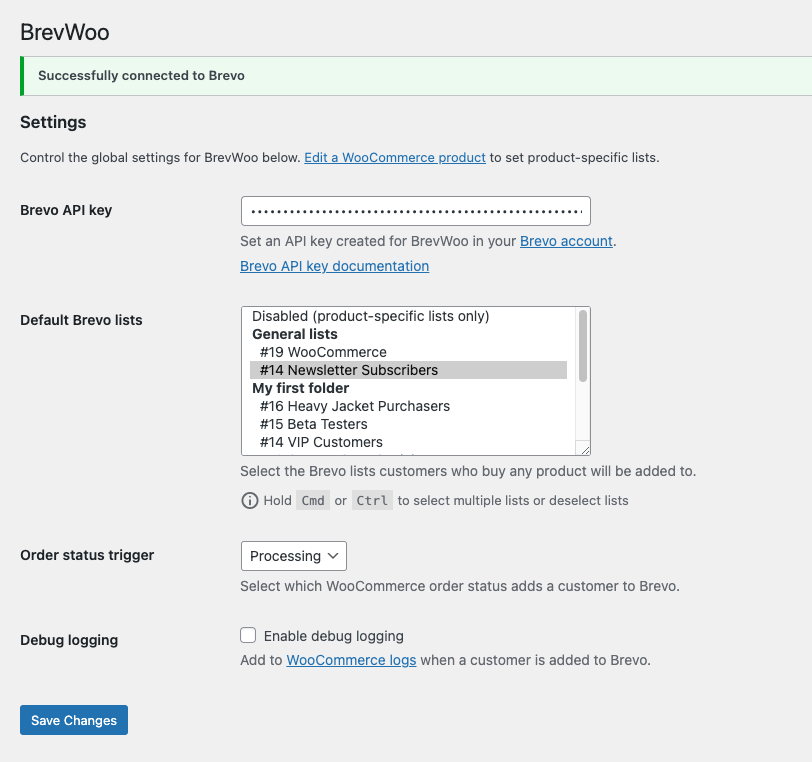 BrevWoo
Successfully connected to Brevo
Settings
Control the global settings for BrevWoo below. Edit a WooCommerce product to set product-specific lists.
Brevo API key
Set an API key created for BrevWoo in your Brevo account.
Brevo API key documentation
Default Brevo lists
Disabled (product-specific lists only)
General lists
#19 WooCommerce
#14 Newsletter Subscribers
My first folder
#16 Heavy Jacket Purchasers
#15 Beta Testers
#14 VIP Customers
Select the Brevo lists customers who buy any product will be added to.
Hold Cmd or Ctrl to select multiple lists or deselect lists
Order status trigger
Processing
Select which WooCommerce order status adds a customer to Brevo.
Debug logging
Enable debug logging
Add to WooCommerce logs when a customer is added to Brevo.
Save Changes